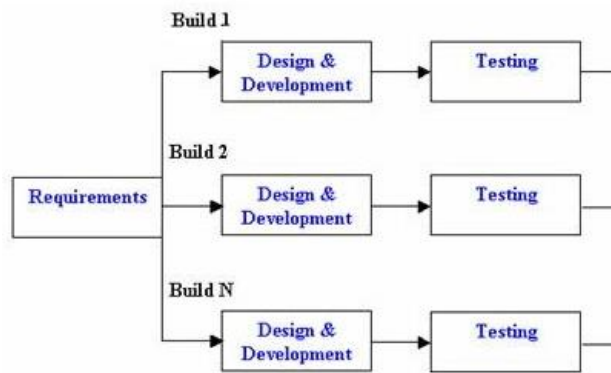 Build 1
Design &
Development
Testing
Build 2
Requirements
Design &
Development
Testing
Build N
Design &
Development
Testing